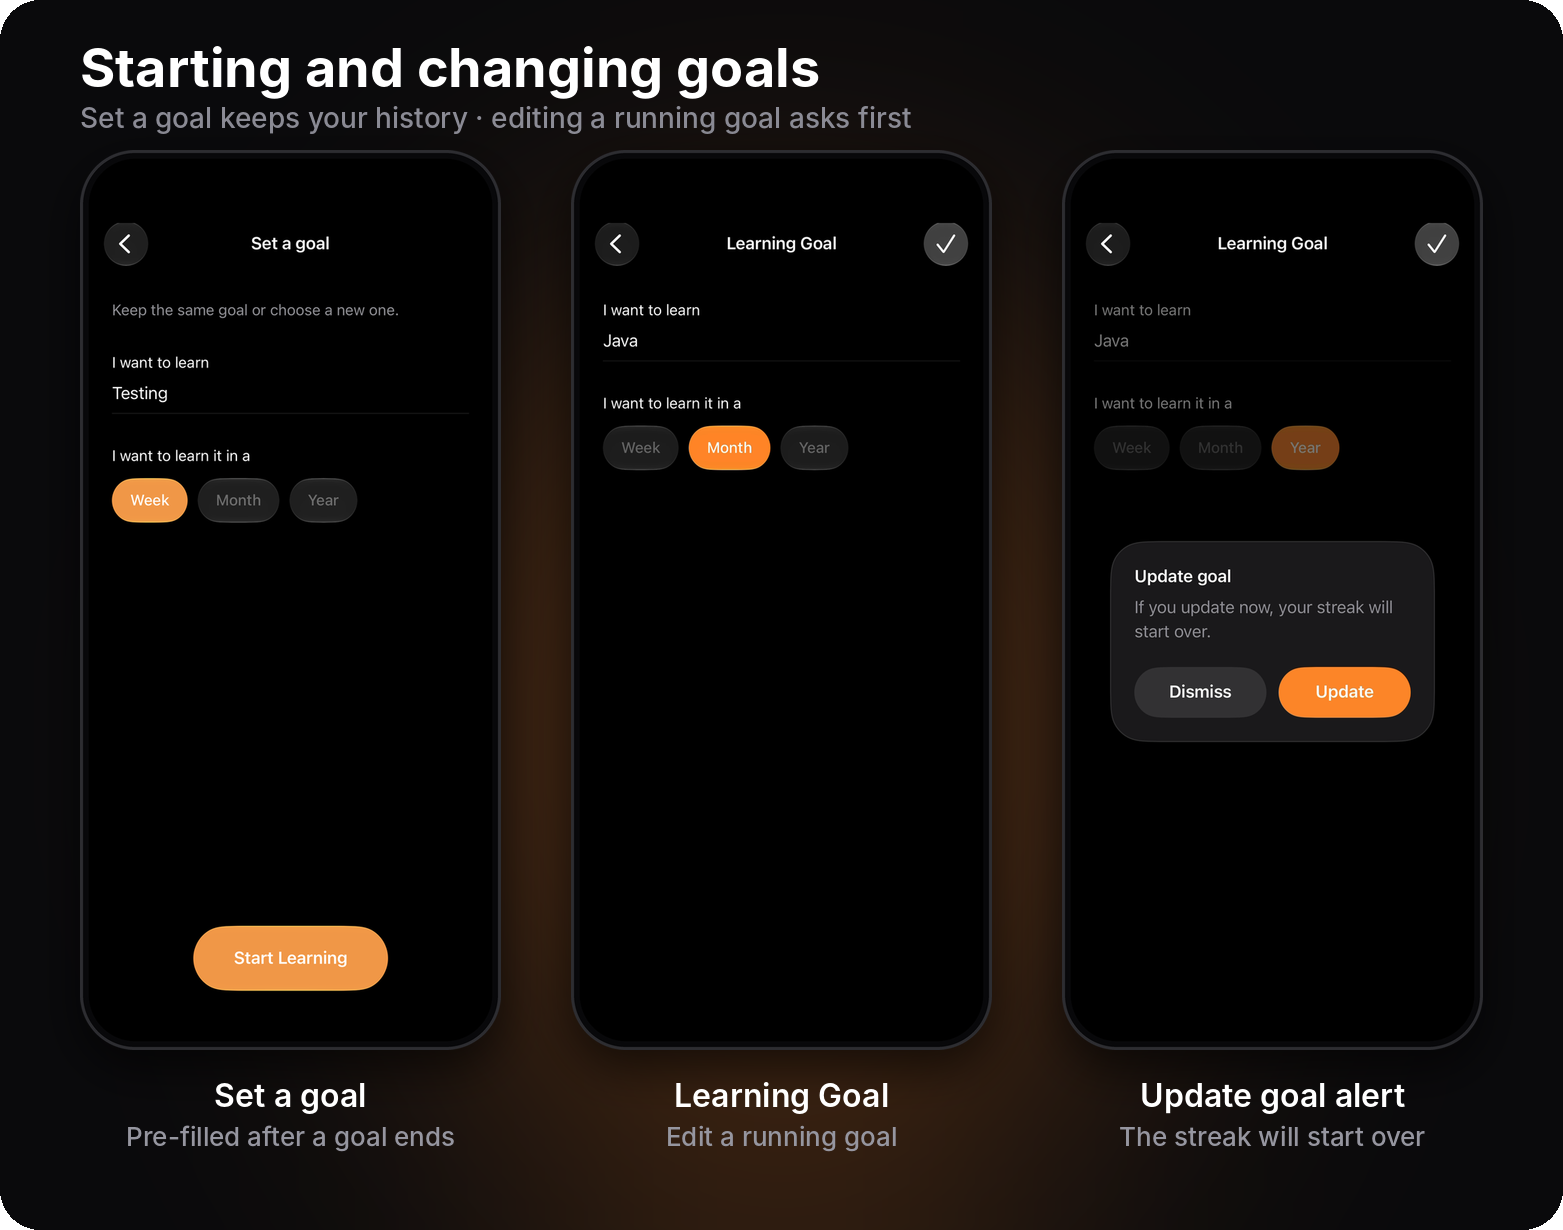 Starting and changing goals
Set a goal keeps your history · editing a running goal asks first
Set a goal
Keep the same goal or choose a new one.
I want to learn
Testing
I want to learn it in a
Week Month Year
Start Learning
Set a goal
Pre-filled after a goal ends
Learning Goal
I want to learn
Java
I want to learn it in a
Week Month Year
Learning Goal
Edit a running goal
Learning Goal
I want to learn
Java
I want to learn it in a
Week Month Year
Update goal
If you update now, your streak will
start over.
Dismiss Update
Update goal alert
The streak will start over